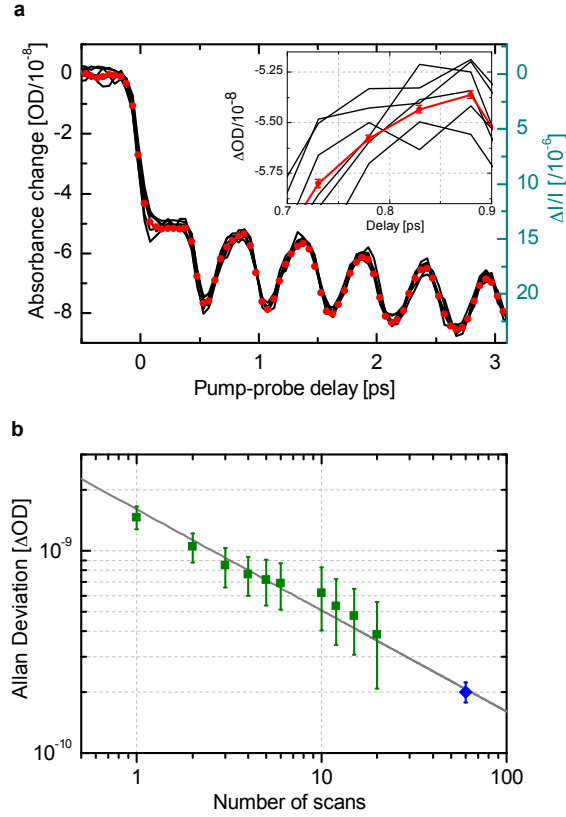 a
Absorbance change [OD/10⁻⁸]
0
-2
-4
-6
-8
0
1
2
3
Pump-probe delay [ps]
0
5
10
15
20
ΔI/I [/10⁻⁶]
ΔOD/10⁻⁸
-5.25
-5.50
-5.75
0.7
0.8
0.9
Delay [ps]
b
Allan Deviation [ΔOD]
10⁻⁹
10⁻¹⁰
1
10
100
Number of scans